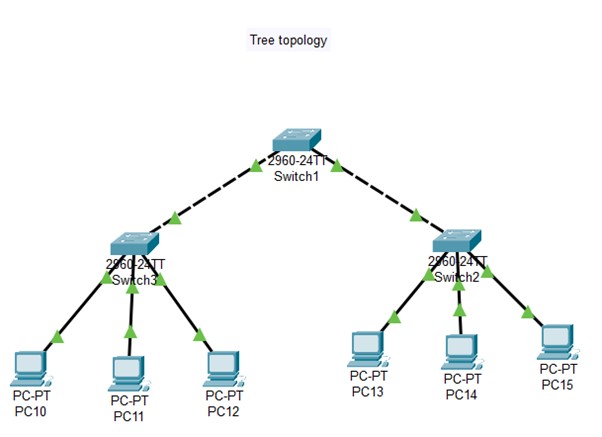 Tree topology
2960-24TT
Switch1
2960-24TT
Switch3
2960-24TT
Switch2
PC-PT
PC10
PC-PT
PC11
PC-PT
PC12
PC-PT
PC13
PC-PT
PC14
PC-PT
PC15